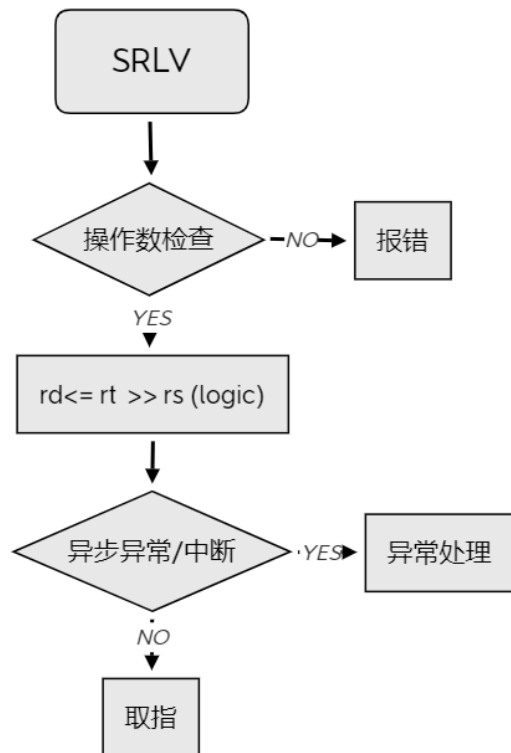 SRLV
操作数检查
NO
报错
YES
rd<= rt >> rs (logic)
异步异常/中断
YES
异常处理
NO
取指